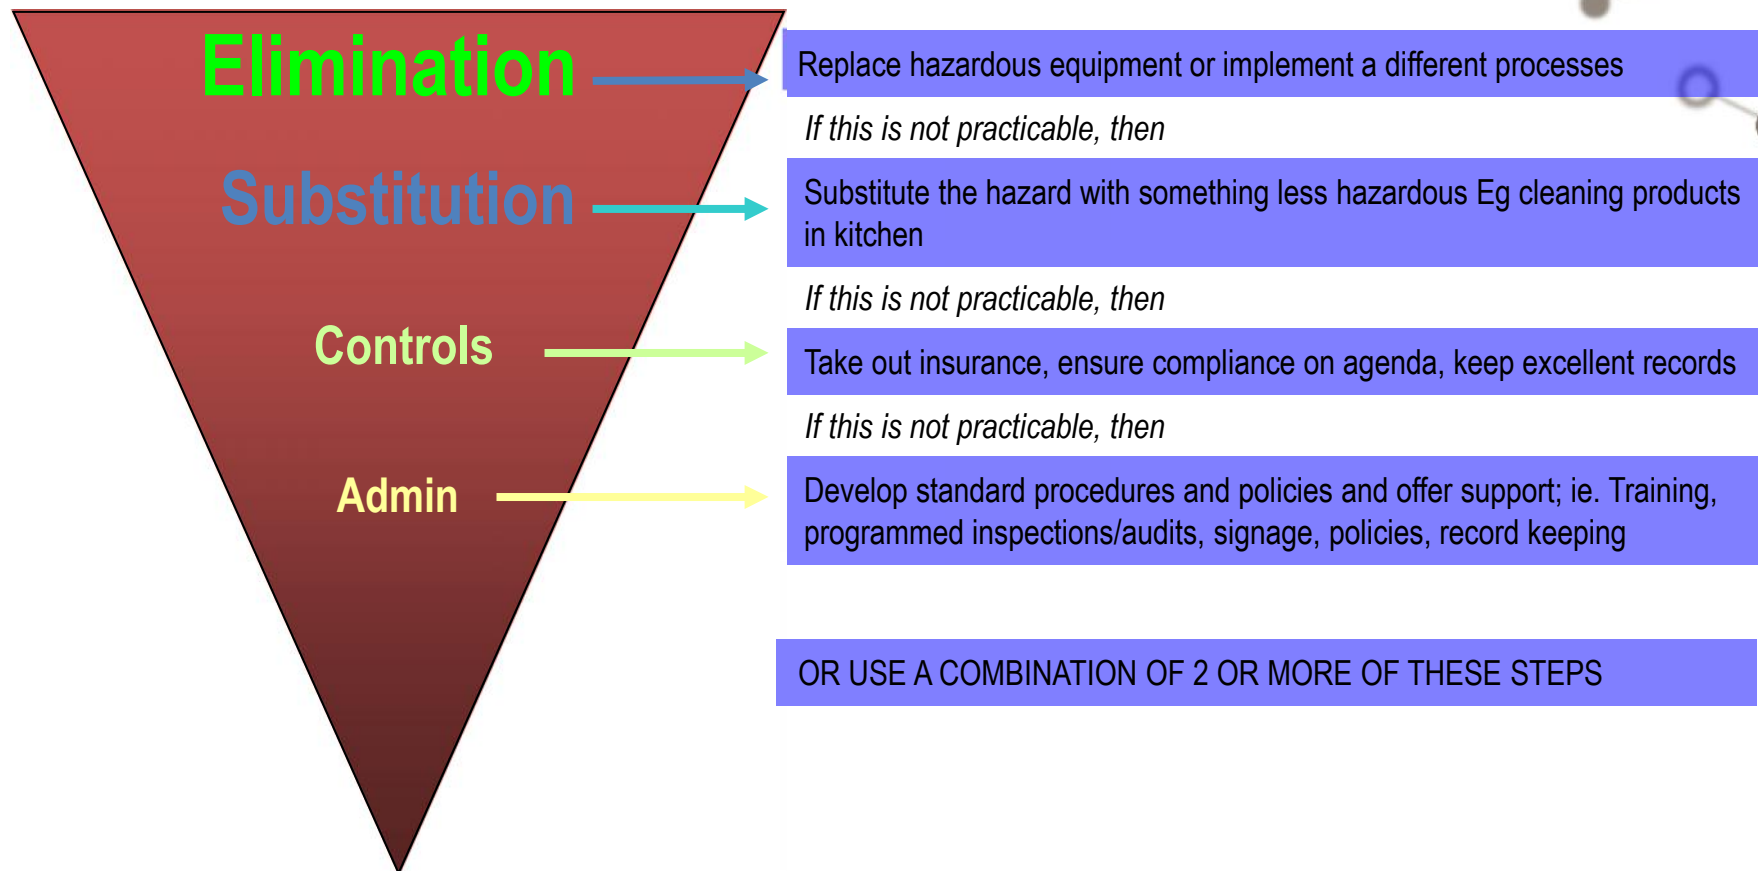 Elimination
Replace hazardous equipment or implement a different processes
If this is not practicable, then
Substitution
Substitute the hazard with something less hazardous Eg cleaning products
in kitchen
If this is not practicable, then
Controls
Take out insurance, ensure compliance on agenda, keep excellent records
If this is not practicable, then
Admin
Develop standard procedures and policies and offer support; ie. Training,
programmed inspections/audits, signage, policies, record keeping
OR USE A COMBINATION OF 2 OR MORE OF THESE STEPS